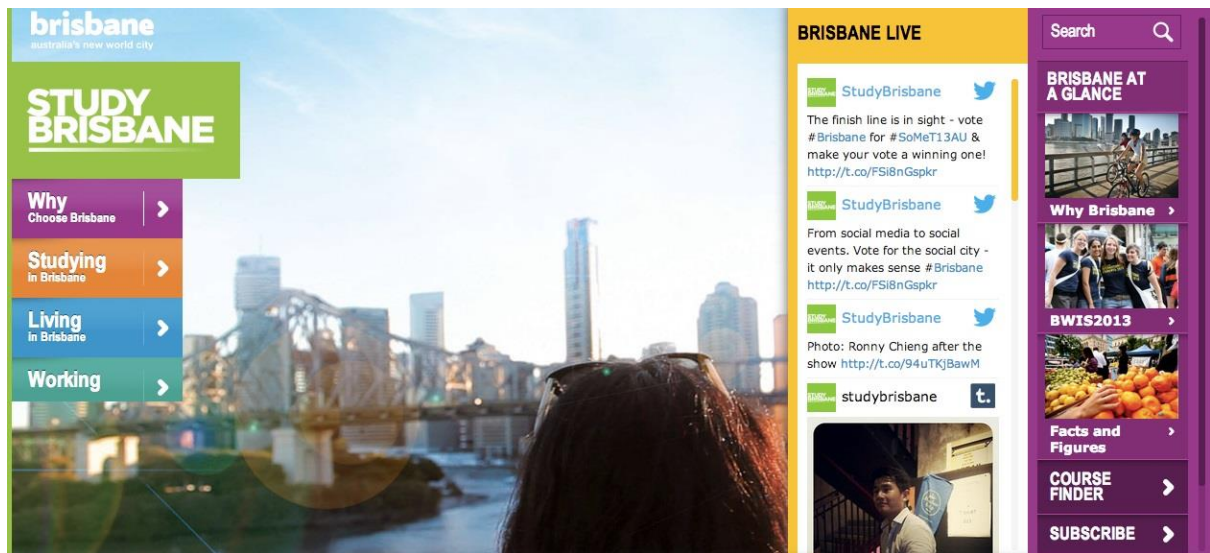 brisbane
australia's new world city
STUDY
BRISBANE
Why
Choose Brisbane
Studying
in Brisbane
Living
in Brisbane
Working
BRISBANE LIVE
StudyBrisbane
The finish line is in sight - vote
#Brisbane for #SoMeT13AU &
make your vote a winning one!
http://t.co/FSi8nGspkr
StudyBrisbane
From social media to social
events. Vote for the social city -
it only makes sense #Brisbane
http://t.co/FSi8nGspkr
StudyBrisbane
Photo: Ronny Chieng after the
show http://t.co/94uTKjBawM
studybrisbane
t.
Search
BRISBANE AT
A GLANCE
Why Brisbane
BWIS2013
Facts and
Figures
COURSE
FINDER
SUBSCRIBE